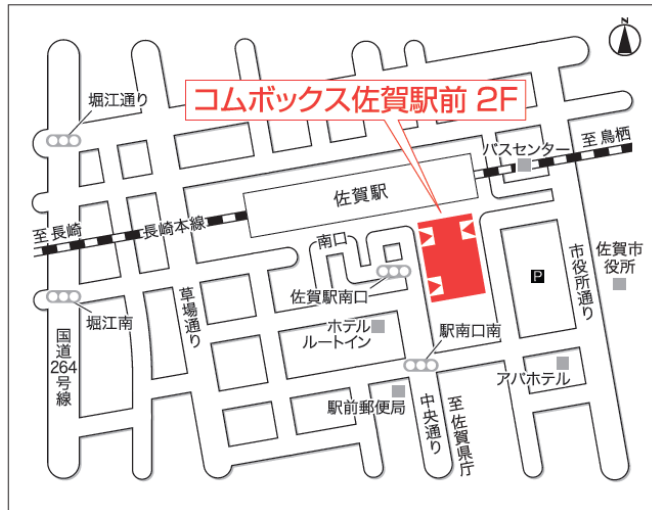 N
堀江通り
コムボックス佐賀駅前 2F
バスセンター
至鳥栖
佐賀駅
至長崎
長崎本線
南口
佐賀市
役所
市役所通り
P
佐賀駅南口
堀江南
草場通り
国道264号線
ホテル
ルートイン
駅南口南
アパホテル
駅前郵便局
中央通り
至佐賀県庁